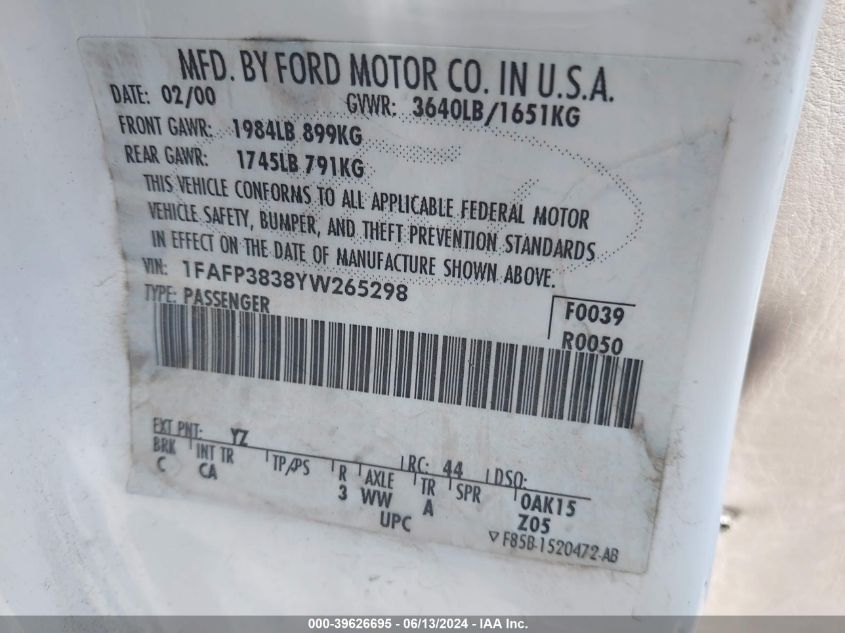 MFD. BY FORD MOTOR CO. IN U.S.A.
DATE: 02/00 GVWR: 3640LB/1651KG
FRONT GAWR: 1984LB 899KG
REAR GAWR: 1745LB 791KG
THIS VEHICLE CONFORMS TO ALL APPLICABLE FEDERAL MOTOR
VEHICLE SAFETY, BUMPER, AND THEFT PREVENTION STANDARDS
IN EFFECT ON THE DATE OF MANUFACTURE SHOWN ABOVE.
VIN: 1FAFP3838YW265298
TYPE: PASSENGER
F0039
R0050
EXT PNT: YZ RC: 44 DSO:
BRK INT TR TP/PS R AXLE TR SPR 0AK15
C CA 3 WW A Z05
UPC
▽F85B-1520472-AB
000-39626695 - 06/13/2024 - IAA Inc.